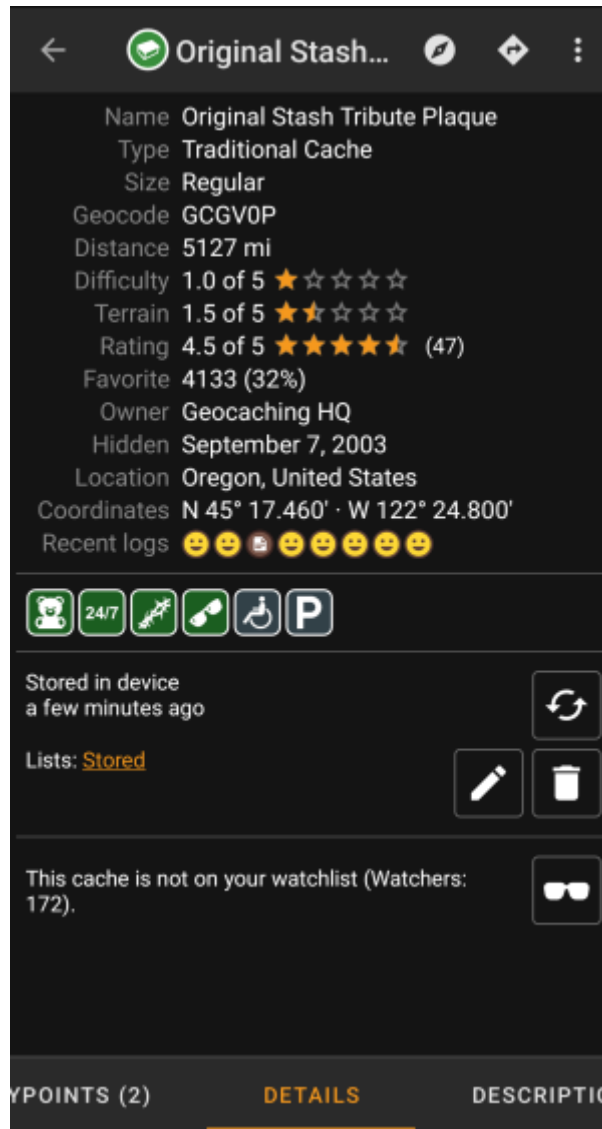 Original Stash...
Name Original Stash Tribute Plaque
Type Traditional Cache
Size Regular
Geocode GCGV0P
Distance 5127 mi
Difficulty 1.0 of 5
Terrain 1.5 of 5
Rating 4.5 of 5 (47)
Favorite 4133 (32%)
Owner Geocaching HQ
Hidden September 7, 2003
Location Oregon, United States
Coordinates N 45° 17.460' · W 122° 24.800'
Recent logs
24/7 P
Stored in device
a few minutes ago
Lists: Stored
This cache is not on your watchlist (Watchers:
172).
YPOINTS (2) DETAILS DESCRIPTIO